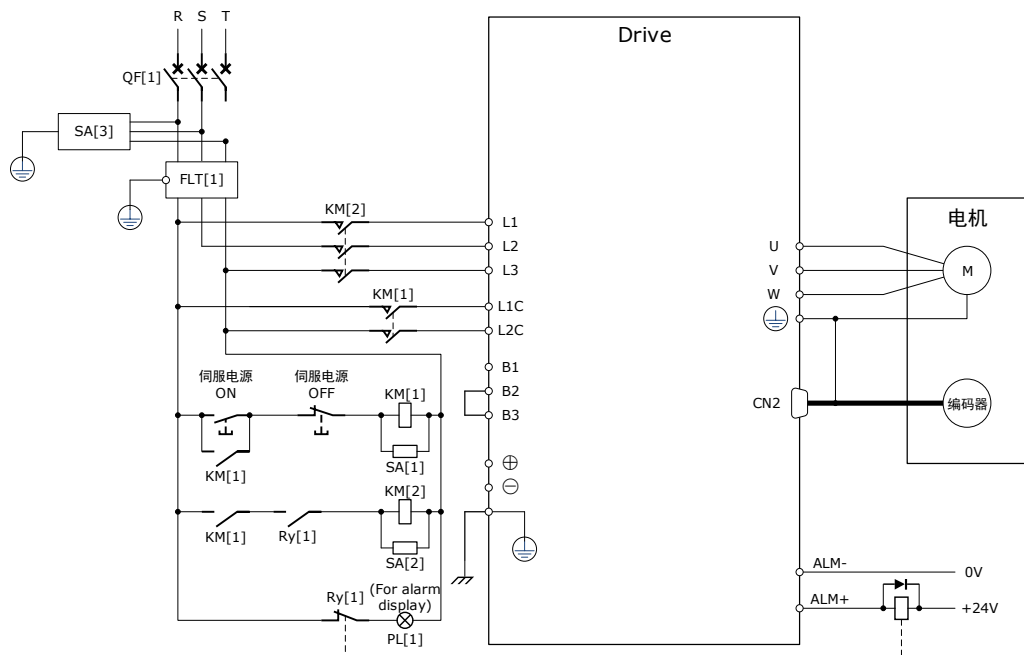 R S T
Drive
QF[1]
SA[3]
FLT[1]
KM[2]
L1
L2
L3
KM[1]
L1C
L2C
B1
B2
B3
伺服电源
ON
伺服电源
OFF
KM[1]
SA[1]
KM[1]
KM[2]
KM[1]
Ry[1]
SA[2]
Ry[1]
(For alarm
display)
PL[1]
U
V
W
CN2
电机
M
编码器
ALM-
0V
ALM+
+24V